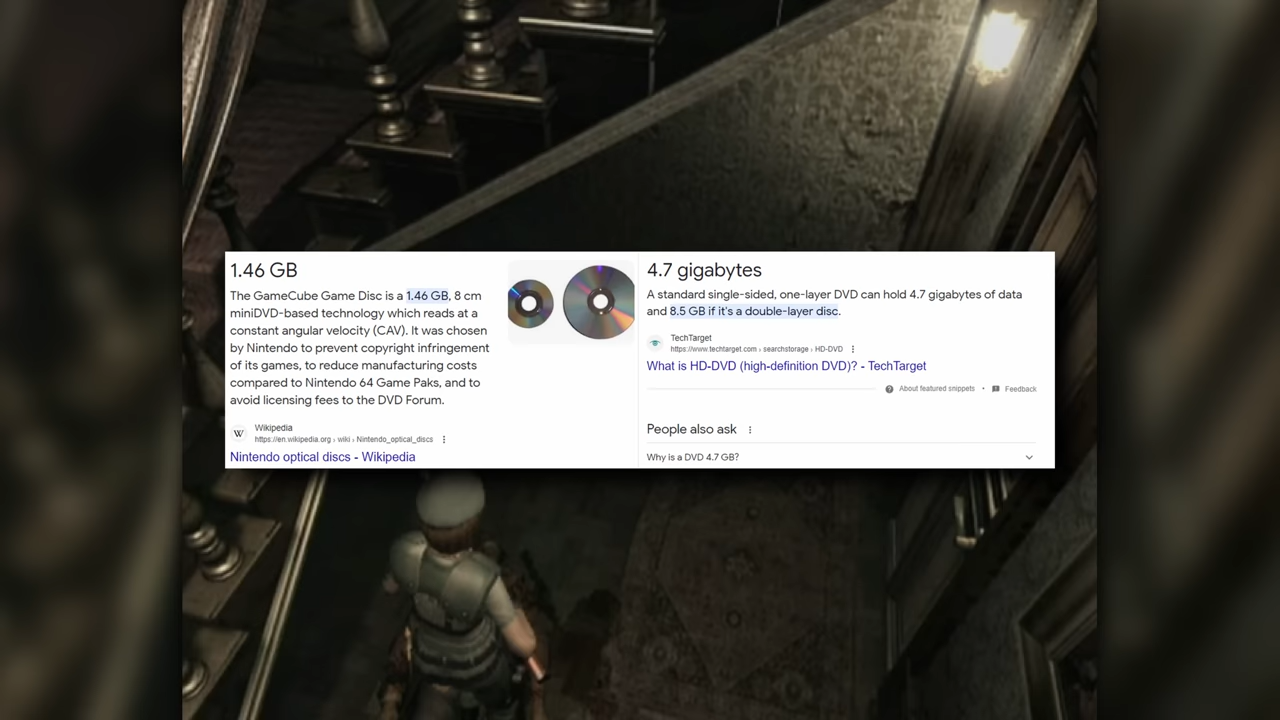 1.46 GB
The GameCube Game Disc is a 1.46 GB, 8 cm
miniDVD-based technology which reads at a
constant angular velocity (CAV). It was chosen
by Nintendo to prevent copyright infringement
of its games, to reduce manufacturing costs
compared to Nintendo 64 Game Paks, and to
avoid licensing fees to the DVD Forum.
W
Wikipedia
https://en.wikipedia.org › wiki › Nintendo_optical_discs
Nintendo optical discs - Wikipedia
4.7 gigabytes
A standard single-sided, one-layer DVD can hold 4.7 gigabytes of data
and 8.5 GB if it's a double-layer disc.
TechTarget
https://www.techtarget.com › searchstorage › HD-DVD
What is HD-DVD (high-definition DVD)? - TechTarget
About featured snippets • Feedback
People also ask
Why is a DVD 4.7 GB?